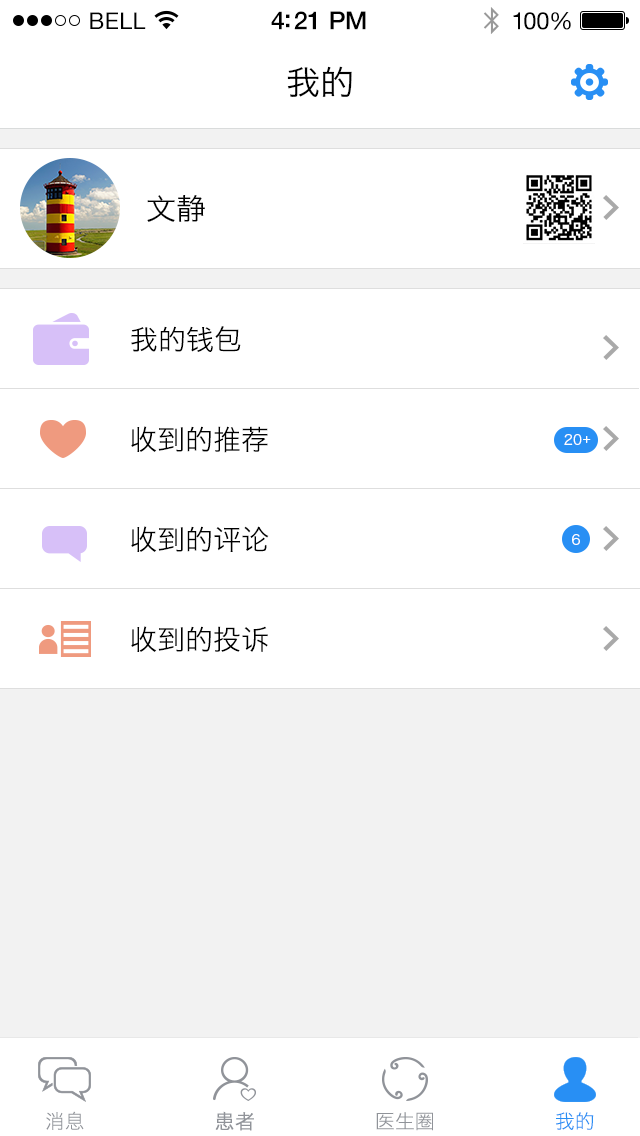 BELL 4:21 PM 100%
我的
文静
我的钱包
收到的推荐 20+
收到的评论 6
收到的投诉
消息 患者 医生圈 我的